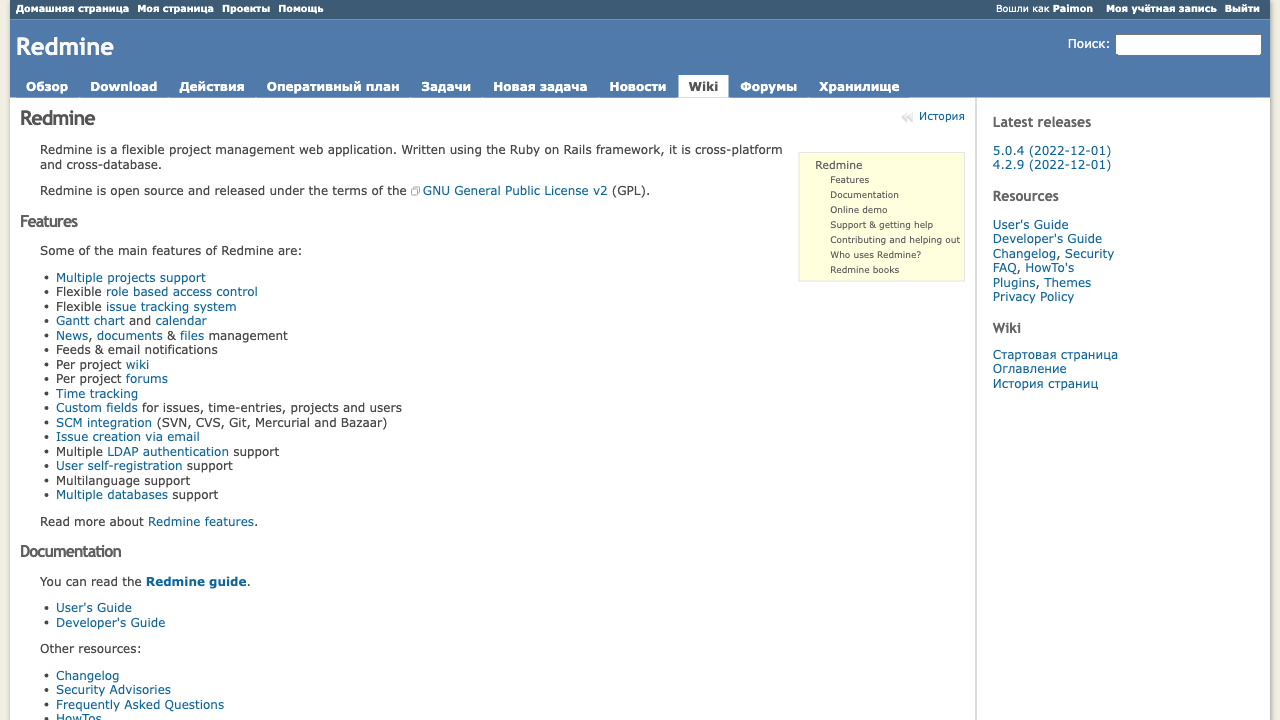 Домашняя страница Моя страница Проекты Помощь
Вошли как Paimon Моя учётная запись Выйти
Redmine
Поиск:
Обзор Download Действия Оперативный план Задачи Новая задача Новости Wiki Форумы Хранилище
История
Redmine
Redmine is a flexible project management web application. Written using the Ruby on Rails framework, it is cross-platform
and cross-database.
Redmine is open source and released under the terms of the GNU General Public License v2 (GPL).
Redmine
Features
Documentation
Online demo
Support & getting help
Contributing and helping out
Who uses Redmine?
Redmine books
Features
Some of the main features of Redmine are:
• Multiple projects support
• Flexible role based access control
• Flexible issue tracking system
• Gantt chart and calendar
• News, documents & files management
• Feeds & email notifications
• Per project wiki
• Per project forums
• Time tracking
• Custom fields for issues, time-entries, projects and users
• SCM integration (SVN, CVS, Git, Mercurial and Bazaar)
• Issue creation via email
• Multiple LDAP authentication support
• User self-registration support
• Multilanguage support
• Multiple databases support
Read more about Redmine features.
Documentation
You can read the Redmine guide.
• User's Guide
• Developer's Guide
Other resources:
• Changelog
• Security Advisories
• Frequently Asked Questions
• HowTos
Latest releases
5.0.4 (2022-12-01)
4.2.9 (2022-12-01)
Resources
User's Guide
Developer's Guide
Changelog, Security
FAQ, HowTo's
Plugins, Themes
Privacy Policy
Wiki
Стартовая страница
Оглавление
История страниц